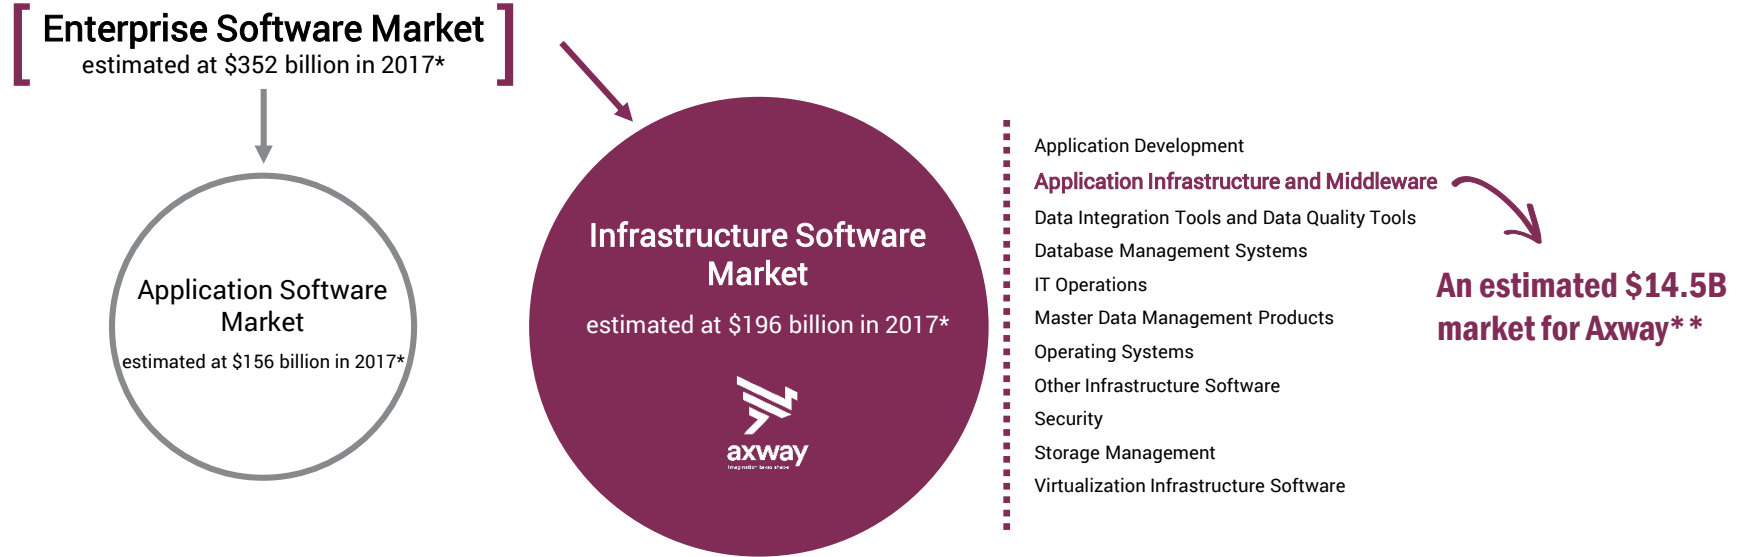 Enterprise Software Market
estimated at $352 billion in 2017*
Application Software
Market
estimated at $156 billion in 2017*
Infrastructure Software
Market
estimated at $196 billion in 2017*
axway
imagination takes shape
Application Development
Application Infrastructure and Middleware
Data Integration Tools and Data Quality Tools
Database Management Systems
IT Operations
Master Data Management Products
Operating Systems
Other Infrastructure Software
Security
Storage Management
Virtualization Infrastructure Software
An estimated $14.5B
market for Axway**